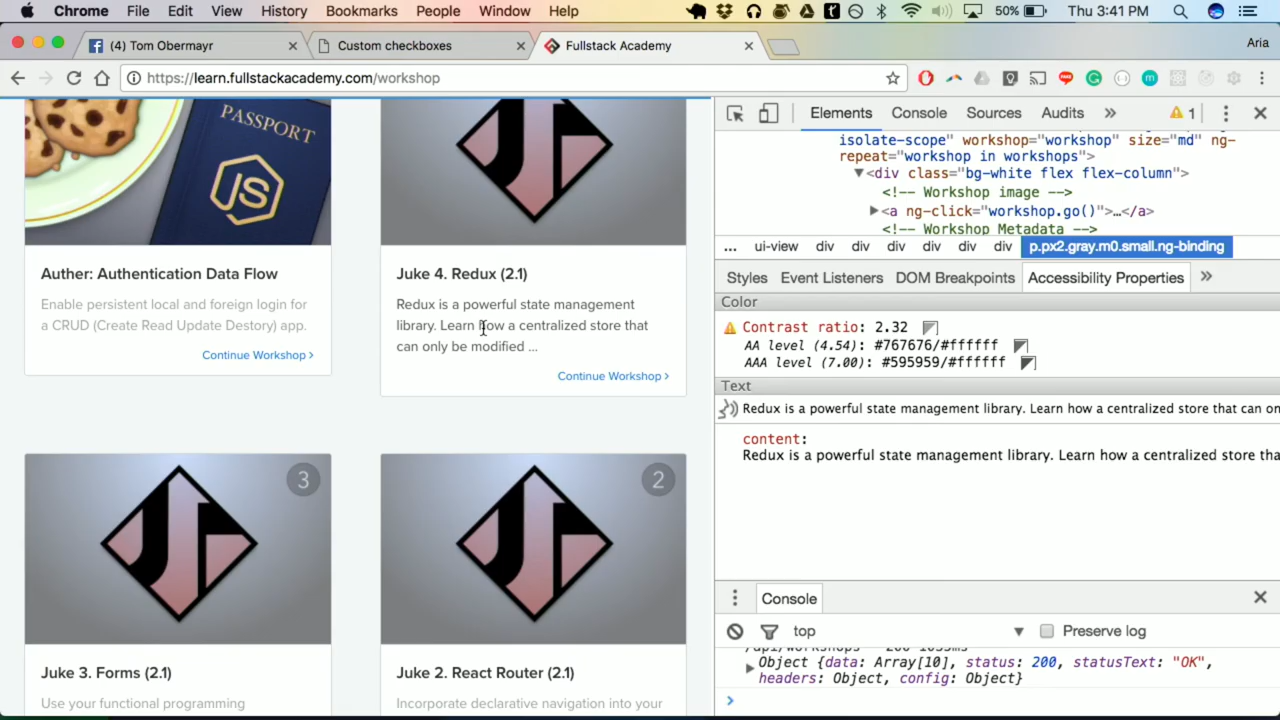 Chrome File Edit View History Bookmarks People Window Help 50% Thu 3:41 PM
(4) Tom Obermayr
Custom checkboxes
Fullstack Academy
Aria
https://learn.fullstackacademy.com/workshop
PASSPORT
JS
Auther: Authentication Data Flow
Enable persistent local and foreign login for
a CRUD (Create Read Update Destory) app.
Continue Workshop >
Juke 4. Redux (2.1)
Redux is a powerful state management
library. Learn how a centralized store that
can only be modified ...
Continue Workshop >
3
Juke 3. Forms (2.1)
Use your functional programming
2
Juke 2. React Router (2.1)
Incorporate declarative navigation into your
Elements Console Sources Audits » 1
isolate-scope" workshop="workshop" size="md" ng-
repeat="workshop in workshops">
▼<div class="bg-white flex flex-column">
<!-- Workshop image -->
▶<a ng-click="workshop.go()">…</a>
<!-- Workshop Metadata -->
... ui-view div div div div div div p.px2.gray.m0.small.ng-binding
Styles Event Listeners DOM Breakpoints Accessibility Properties »
Color
Contrast ratio: 2.32
AA level (4.54): #767676/#ffffff
AAA level (7.00): #595959/#ffffff
Text
Redux is a powerful state management library. Learn how a centralized store that can on
content:
Redux is a powerful state management library. Learn how a centralized store tha
Console
top ▼ Preserve log
/api/workshops
▶Object {data: Array[10], status: 200, statusText: "OK",
headers: Object, config: Object}
>